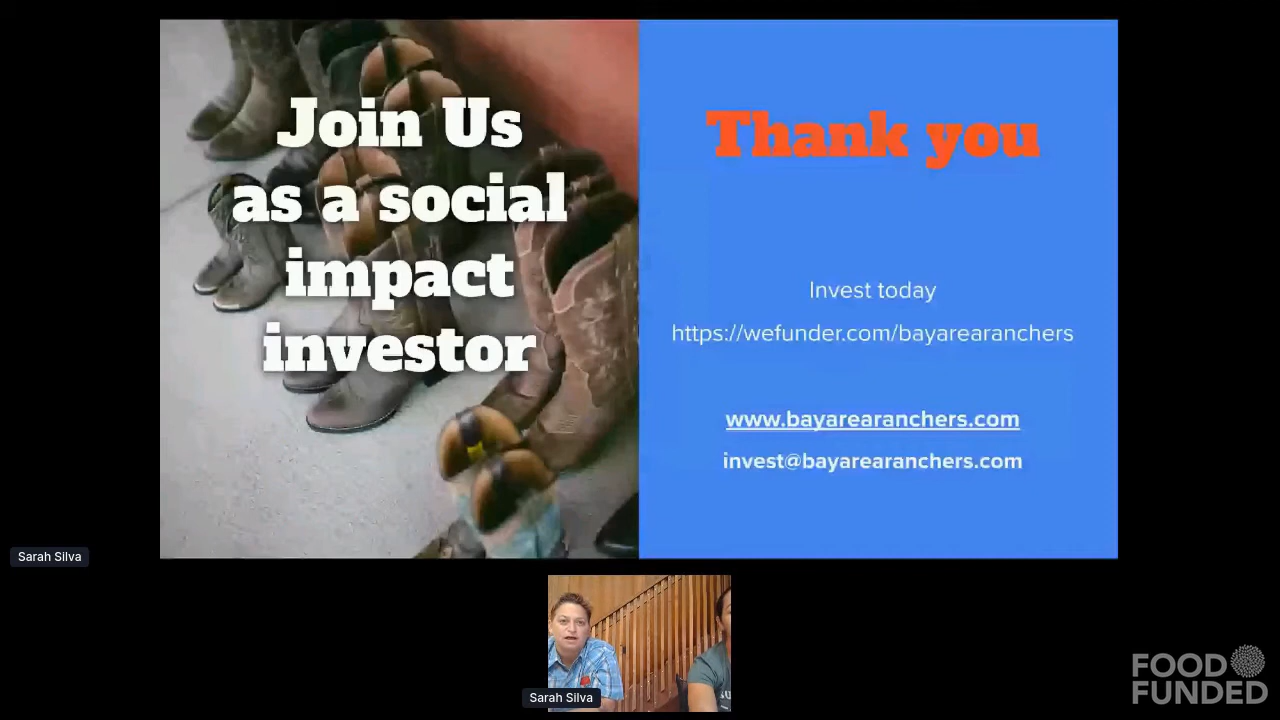 Join Us
as a social
impact
investor
Thank you
Invest today
https://wefunder.com/bayarearanchers
www.bayarearanchers.com
invest@bayarearanchers.com
Sarah Silva
Sarah Silva
FOOD
FUNDED